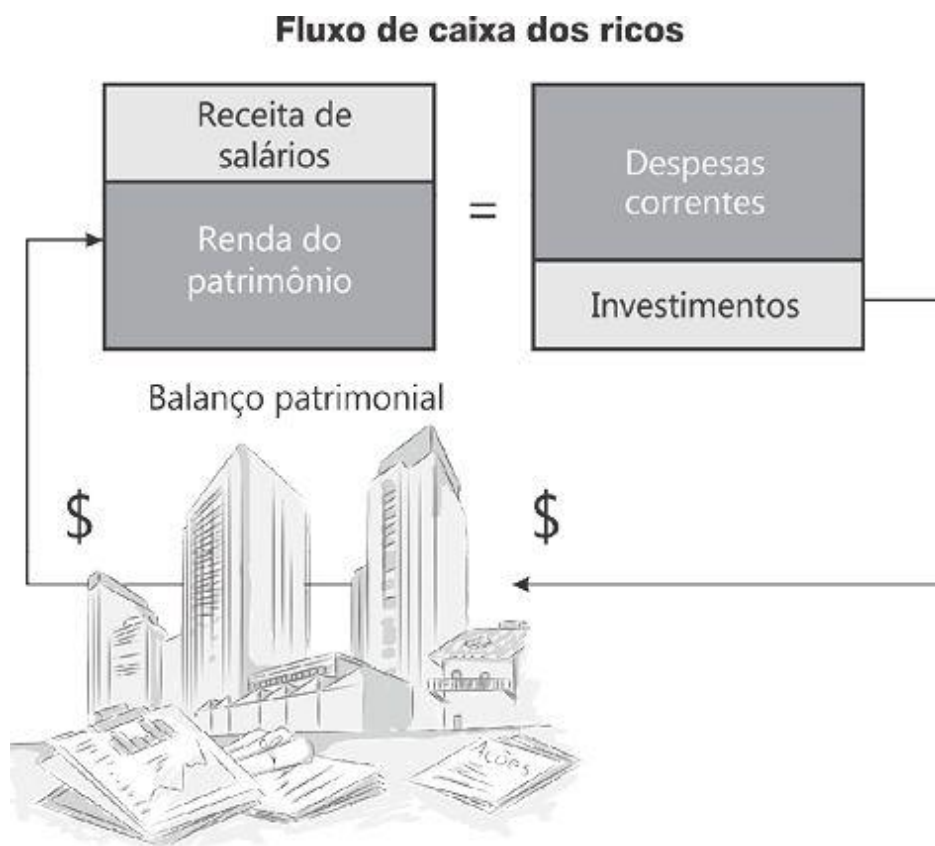 Fluxo de caixa dos ricos
Receita de
salários
Renda do
patrimônio
=
Despesas
correntes
Investimentos
Balanço patrimonial
$
$
AÇÕES